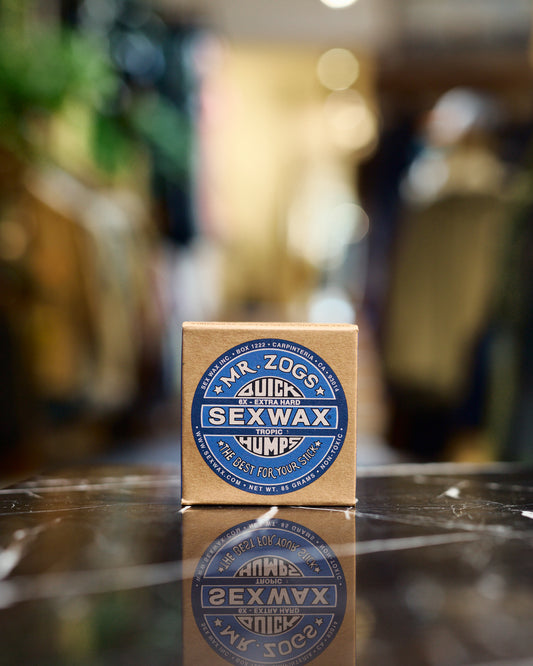 SEX WAX INC. • BOX 1222 • CARPINTERIA • CA • 93014
MR. ZOGS
QUICK
6X - EXTRA HARD
SEXWAX
TROPIC
HUMPS
THE BEST FOR YOUR STICK
WWW.SEXWAX.COM • NET WT. 85 GRAMS • NON-TOXIC